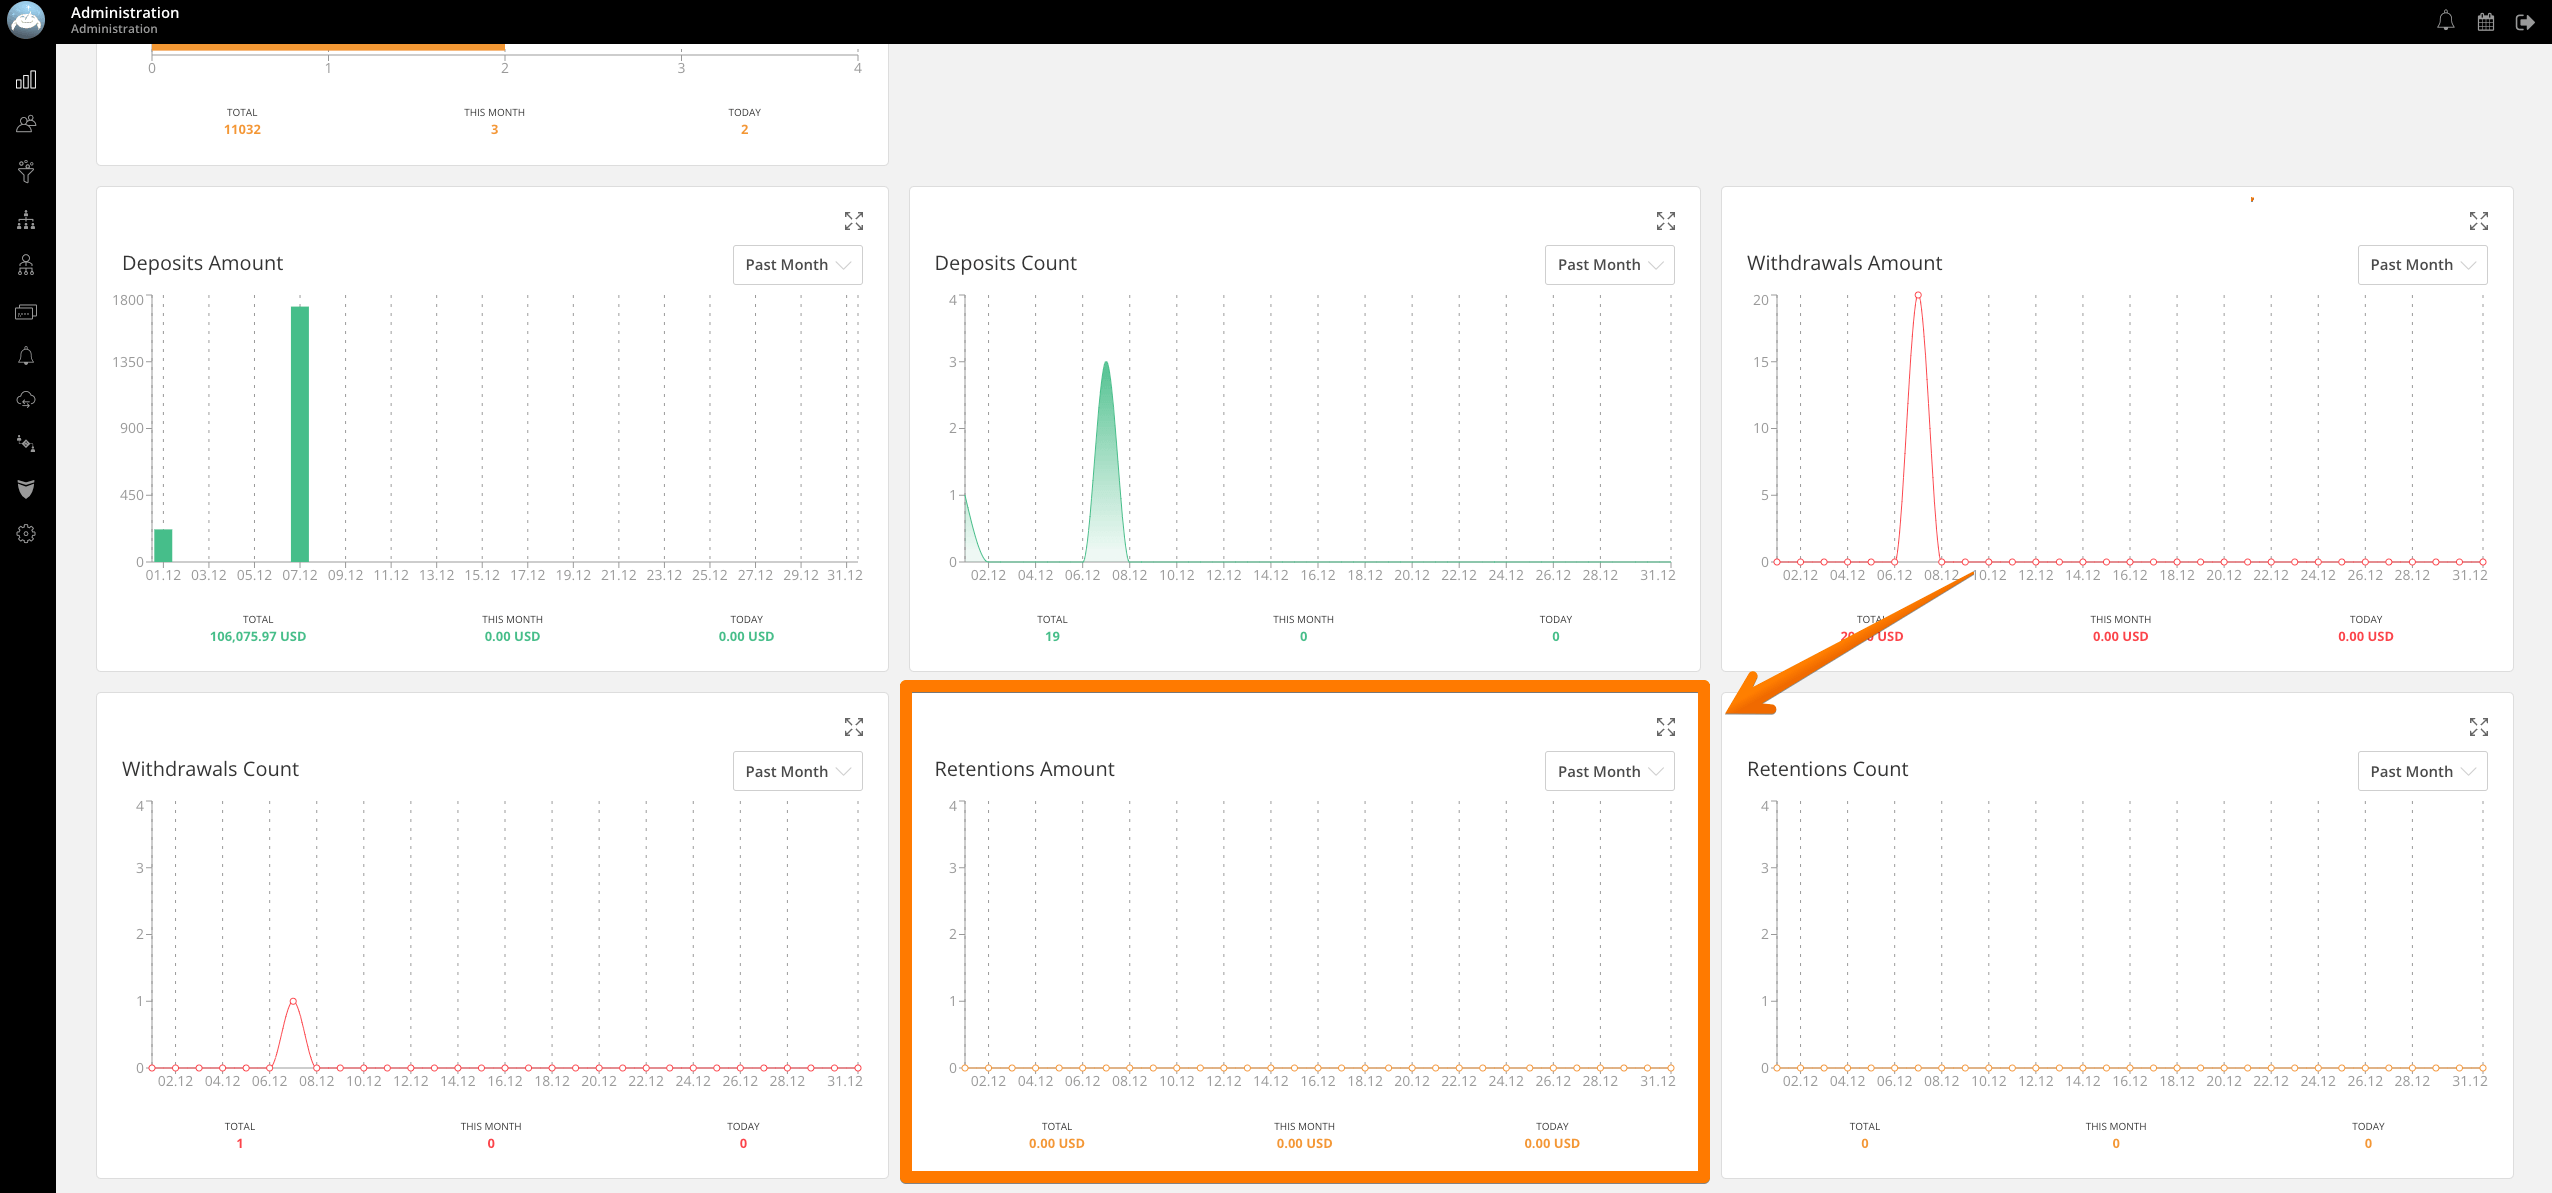 Administration
Administration
0 1 2 3 4
TOTAL THIS MONTH TODAY
11032 3 2
Deposits Amount
Past Month
1800
1350
900
450
0
01.12 03.12 05.12 07.12 09.12 11.12 13.12 15.12 17.12 19.12 21.12 23.12 25.12 27.12 29.12 31.12
TOTAL THIS MONTH TODAY
106,075.97 USD 0.00 USD 0.00 USD
Deposits Count
Past Month
4
3
2
1
0
02.12 04.12 06.12 08.12 10.12 12.12 14.12 16.12 18.12 20.12 22.12 24.12 26.12 28.12 31.12
TOTAL THIS MONTH TODAY
19 0 0
Withdrawals Amount
Past Month
20
15
10
5
0
02.12 04.12 06.12 08.12 10.12 12.12 14.12 16.12 18.12 20.12 22.12 24.12 26.12 28.12 31.12
TOTAL THIS MONTH TODAY
USD 0.00 USD 0.00 USD
Withdrawals Count
Past Month
4
3
2
1
0
02.12 04.12 06.12 08.12 10.12 12.12 14.12 16.12 18.12 20.12 22.12 24.12 26.12 28.12 31.12
TOTAL THIS MONTH TODAY
1 0 0
Retentions Amount
Past Month
4
3
2
1
0
02.12 04.12 06.12 08.12 10.12 12.12 14.12 16.12 18.12 20.12 22.12 24.12 26.12 28.12 31.12
TOTAL THIS MONTH TODAY
0.00 USD 0.00 USD 0.00 USD
Retentions Count
Past Month
4
3
2
1
0
02.12 04.12 06.12 08.12 10.12 12.12 14.12 16.12 18.12 20.12 22.12 24.12 26.12 28.12 31.12
TOTAL THIS MONTH TODAY
0 0 0